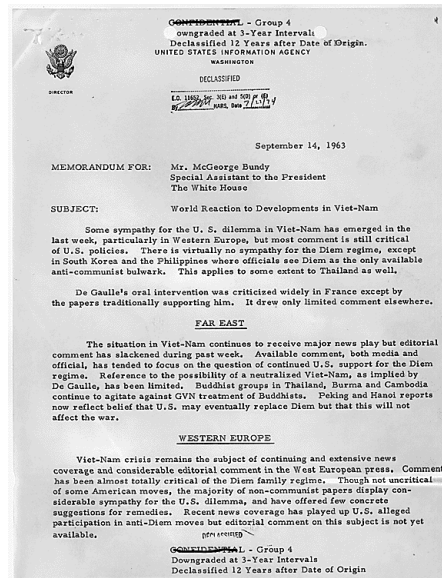 CONFIDENTIAL - Group 4
owngraded at 3-Year Intervals
Declassified 12 Years after Date of Origin.
UNITED STATES INFORMATION AGENCY
WASHINGTON
DIRECTOR
DECLASSIFIED
E.O. 11652, Sec. 3(E) and 5(D) or (E)
By NARS, Date
September 14, 1963
MEMORANDUM FOR: Mr. McGeorge Bundy
Special Assistant to the President
The White House
SUBJECT: World Reaction to Developments in Viet-Nam
Some sympathy for the U.S. dilemma in Viet-Nam has emerged in the
last week, particularly in Western Europe, but most comment is still critical
of U.S. policies. There is virtually no sympathy for the Diem regime, except
in South Korea and the Philippines where officials see Diem as the only available
anti-communist bulwark. This applies to some extent to Thailand as well.
De Gaulle's oral intervention was criticized widely in France except by
the papers traditionally supporting him. It drew only limited comment elsewhere.
FAR EAST
The situation in Viet-Nam continues to receive major news play but editorial
comment has slackened during past week. Available comment, both media and
official, has tended to focus on the question of continued U.S. support for the Diem
regime. Reference to the possibility of a neutralized Viet-Nam, as implied by
De Gaulle, has been limited. Buddhist groups in Thailand, Burma and Cambodia
continue to agitate against GVN treatment of Buddhists. Peking and Hanoi reports
now reflect belief that U.S. may eventually replace Diem but that this will not
affect the war.
WESTERN EUROPE
Viet-Nam crisis remains the subject of continuing and extensive news
coverage and considerable editorial comment in the West European press. Comment
has been almost totally critical of the Diem family regime. Though not uncritical
of some American moves, the majority of non-communist papers display con-
siderable sympathy for the U.S. dilemma, and have offered few concrete
suggestions for remedies. Recent news coverage has played up U.S. alleged
participation in anti-Diem moves but editorial comment on this subject is not yet
available.
DECLASSIFIED
CONFIDENTIAL - Group 4
Downgraded at 3-Year Intervals
Declassified 12 Years after Date of Origin